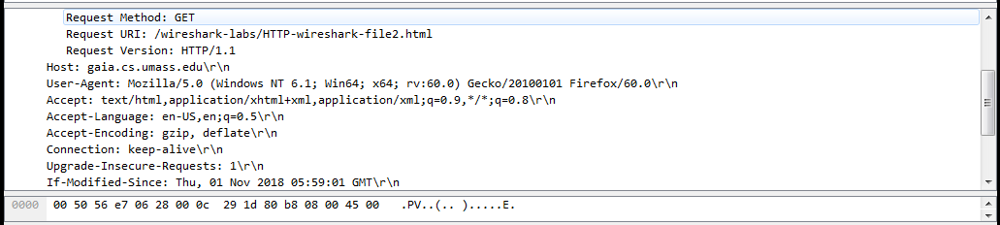 Request Method: GET
Request URI: /wireshark-labs/HTTP-wireshark-file2.html
Request Version: HTTP/1.1
Host: gaia.cs.umass.edu\r\n
User-Agent: Mozilla/5.0 (Windows NT 6.1; Win64; x64; rv:60.0) Gecko/20100101 Firefox/60.0\r\n
Accept: text/html,application/xhtml+xml,application/xml;q=0.9,*/*;q=0.8\r\n
Accept-Language: en-US,en;q=0.5\r\n
Accept-Encoding: gzip, deflate\r\n
Connection: keep-alive\r\n
Upgrade-Insecure-Requests: 1\r\n
If-Modified-Since: Thu, 01 Nov 2018 05:59:01 GMT\r\n
0000 00 50 56 e7 06 28 00 0c 29 1d 80 b8 08 00 45 00 .PV..(.. ).....E.